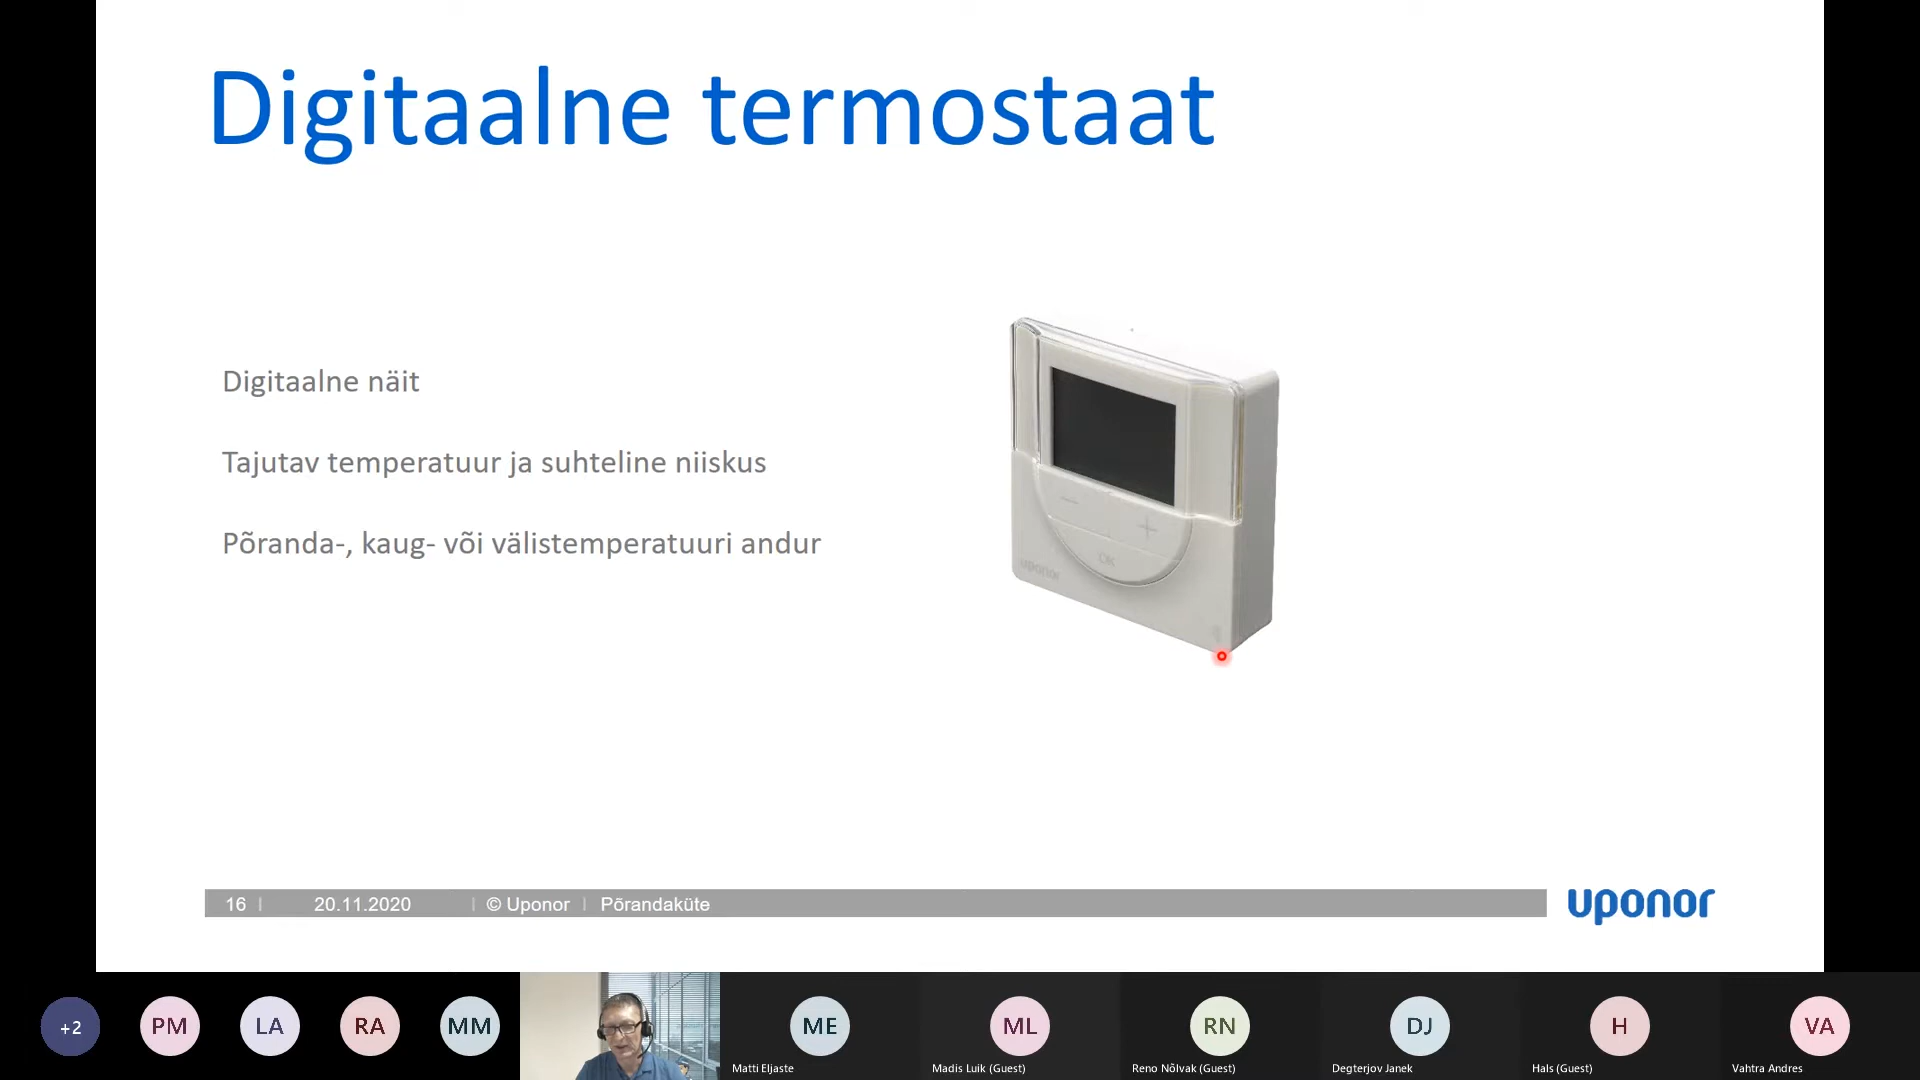 Digitaalne termostaat
Digitaalne näit
Tajutav temperatuur ja suhteline niiskus
Põranda-, kaug- või välistemperatuuri andur
OK
uponor
16 | 20.11.2020 | © Uponor | Põrandaküte
uponor
+2 PM LA RA MM ME ML RN DJ H VA
Matti Eljaste Madis Luik (Guest) Reno Nõlvak (Guest) Degterjov Janek Hals (Guest) Vahtra Andres